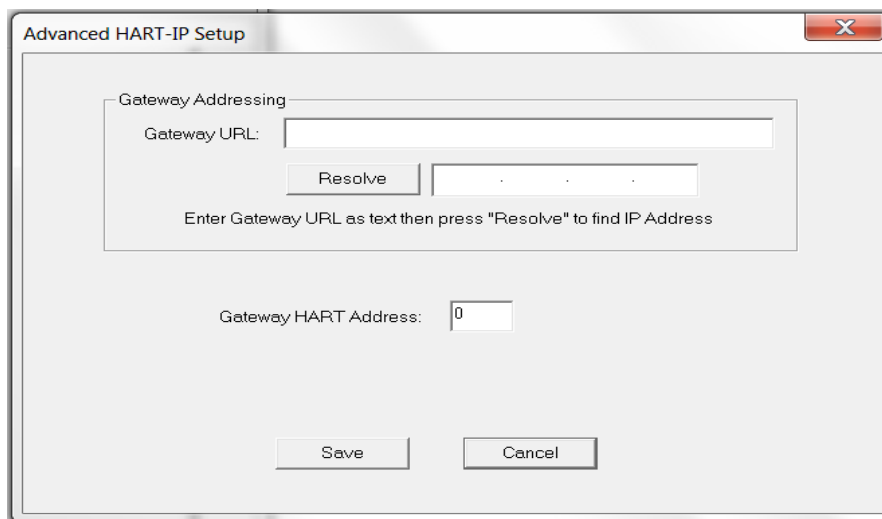 Advanced HART-IP Setup
Gateway Addressing
Gateway URL:
Resolve . . .
Enter Gateway URL as text then press "Resolve" to find IP Address
Gateway HART Address: 0
Save Cancel